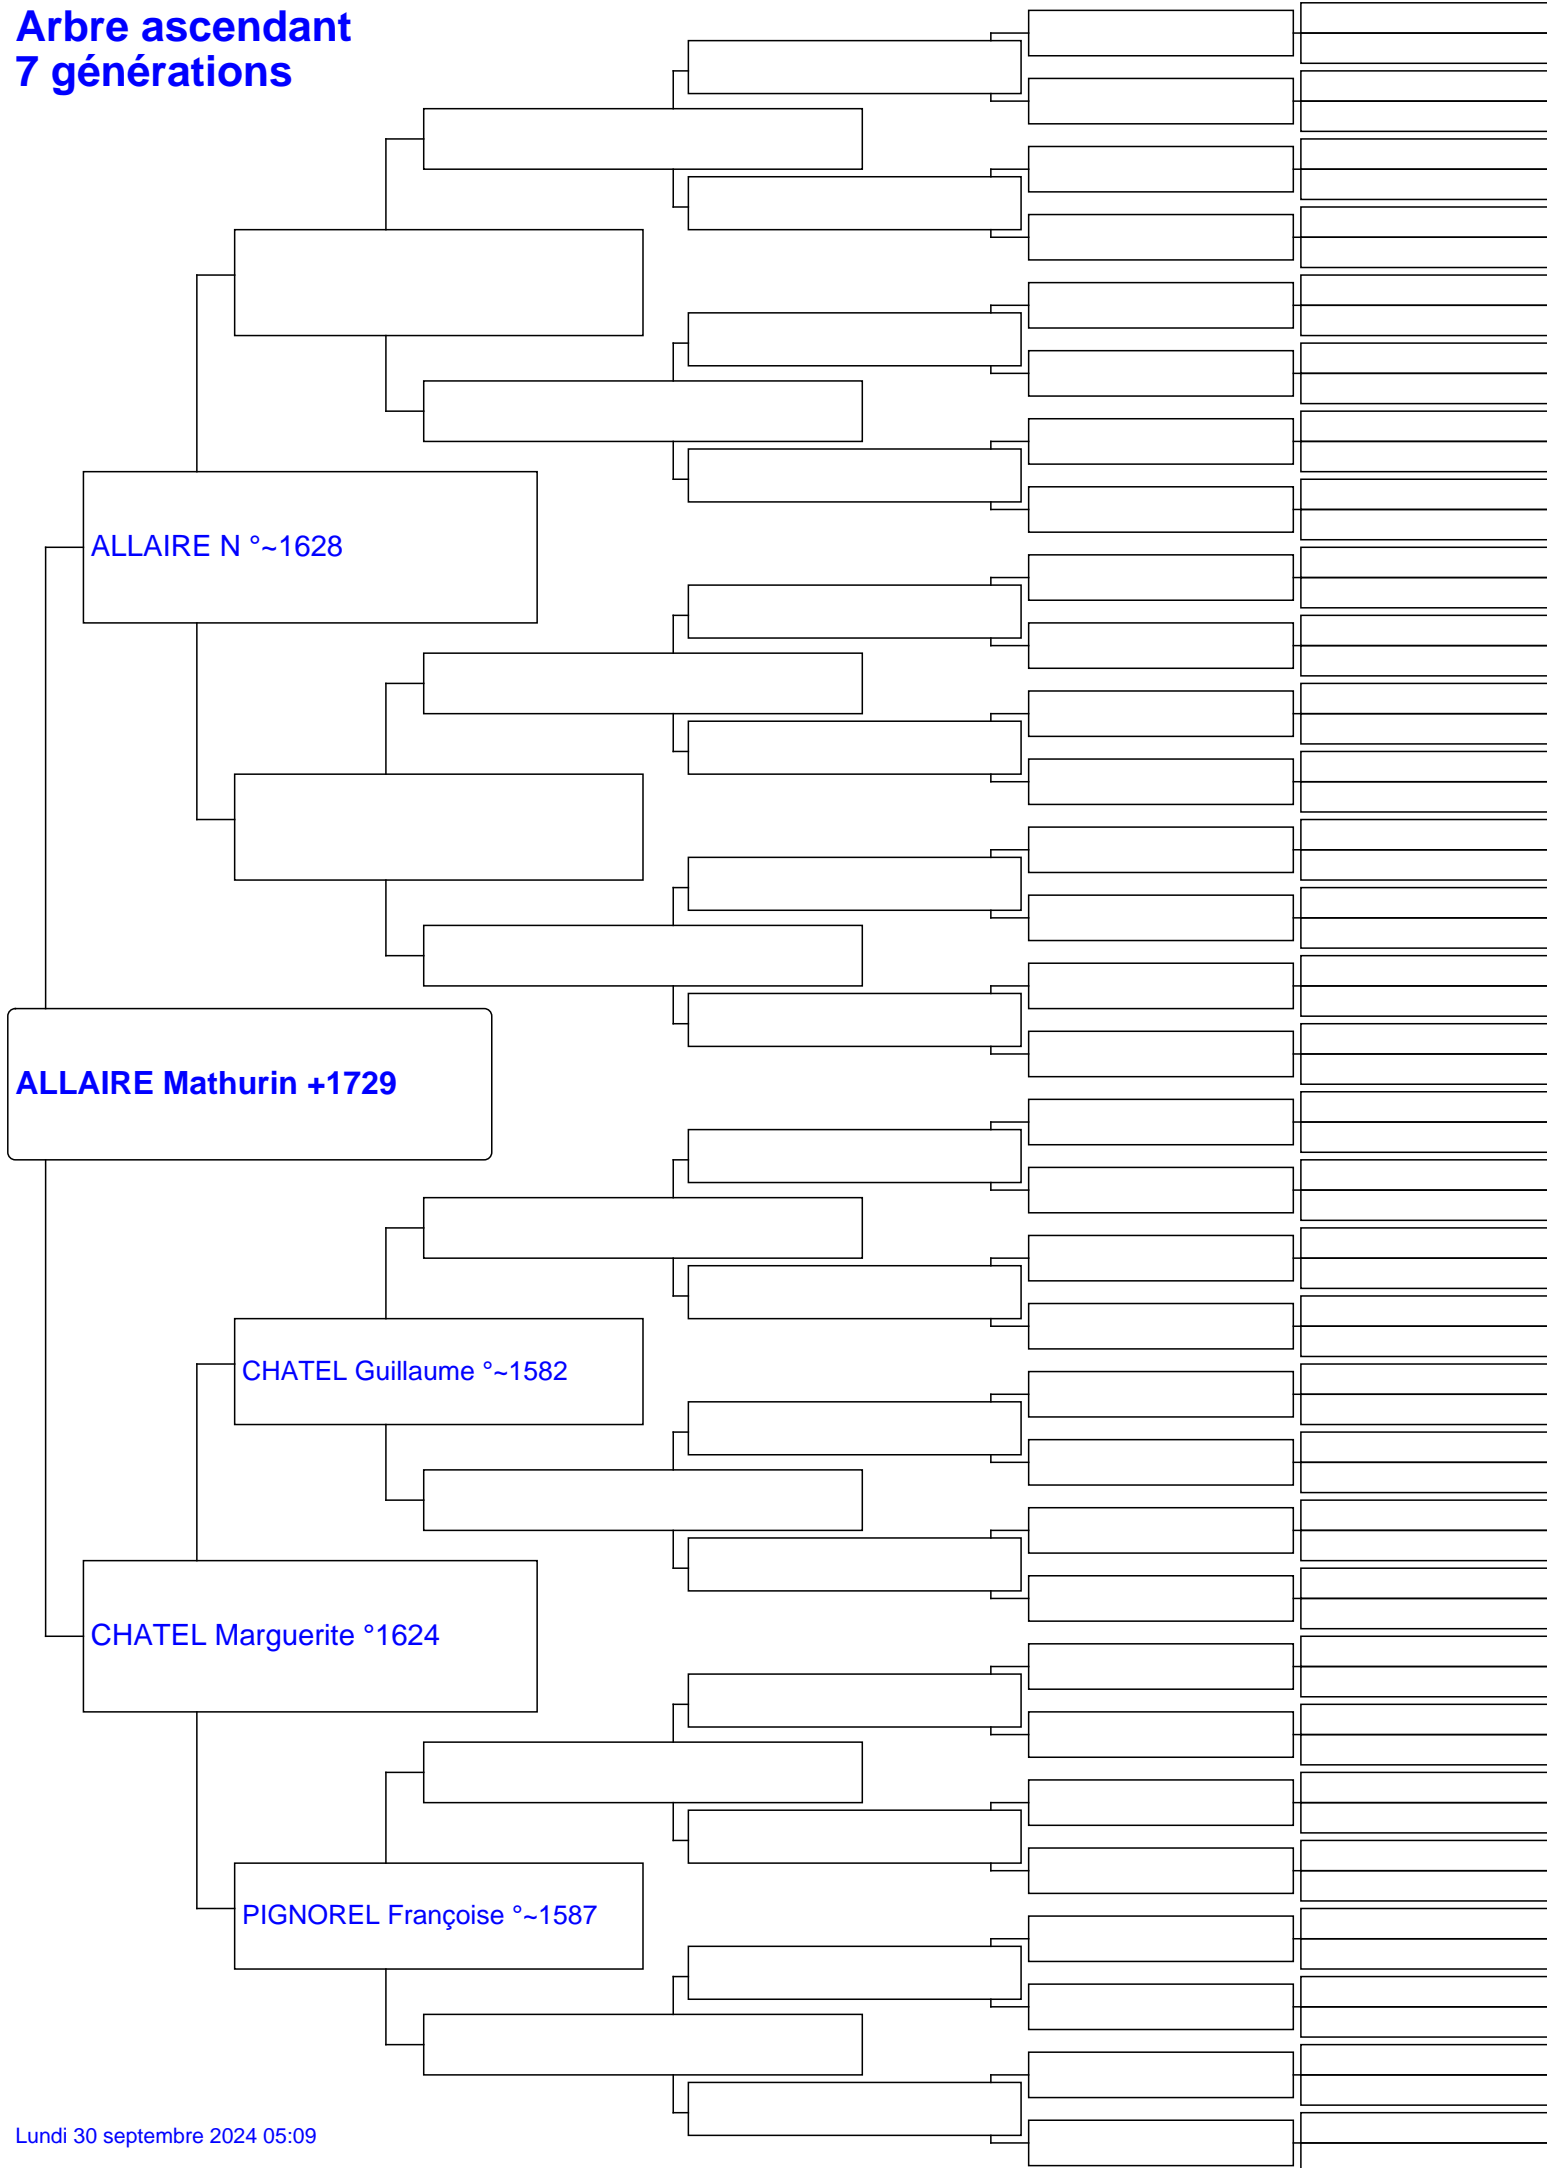 Arbre ascendant
7 générations
ALLAIRE N °~1628
ALLAIRE Mathurin +1729
CHATEL Guillaume °~1582
CHATEL Marguerite °1624
PIGNOREL Françoise °~1587
Lundi 30 septembre 2024 05:09